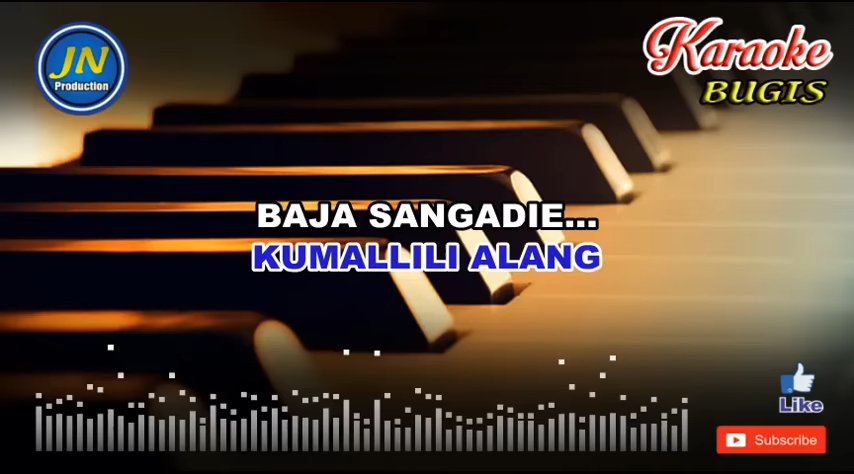 JN
Production
Karaoke
BUGIS
BAJA SANGADIE...
KUMALLILI ALANG
Like
Subscribe